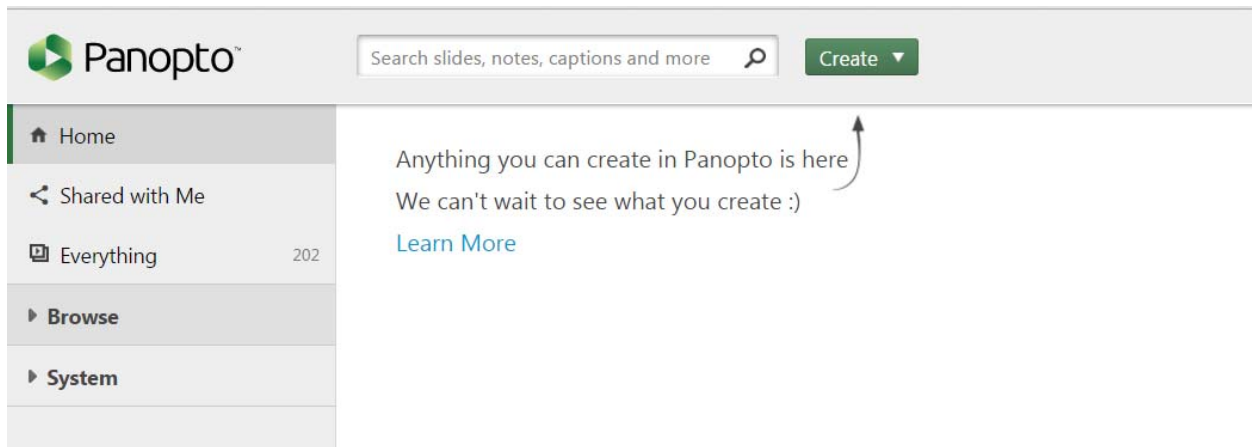 Panopto™
Search slides, notes, captions and more
Create
Home
Shared with Me
Everything 202
Browse
System
Anything you can create in Panopto is here
We can't wait to see what you create :)
Learn More